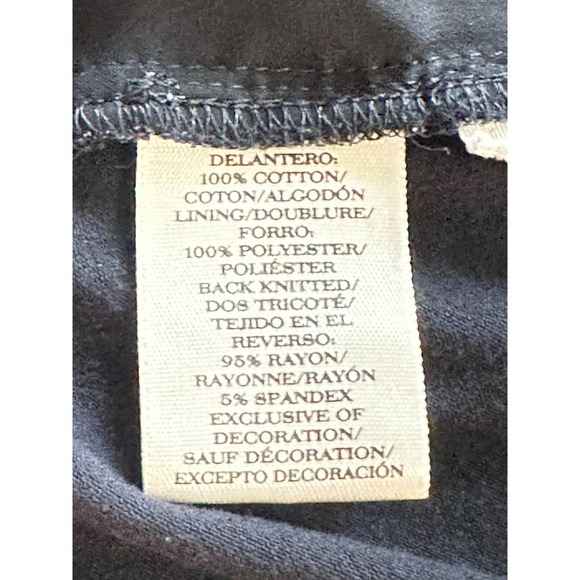 DELANTERO:
100% COTTON/
COTON/ALGODÓN
LINING/DOUBLURE/
FORRO:
100% POLYESTER/
POLIÉSTER
BACK KNITTED/
DOS TRICOTÉ/
TEJIDO EN EL
REVERSO:
95% RAYON/
RAYONNE/RAYÓN
5% SPANDEX
EXCLUSIVE OF
DECORATION/
SAUF DÉCORATION/
EXCEPTO DECORACIÓN